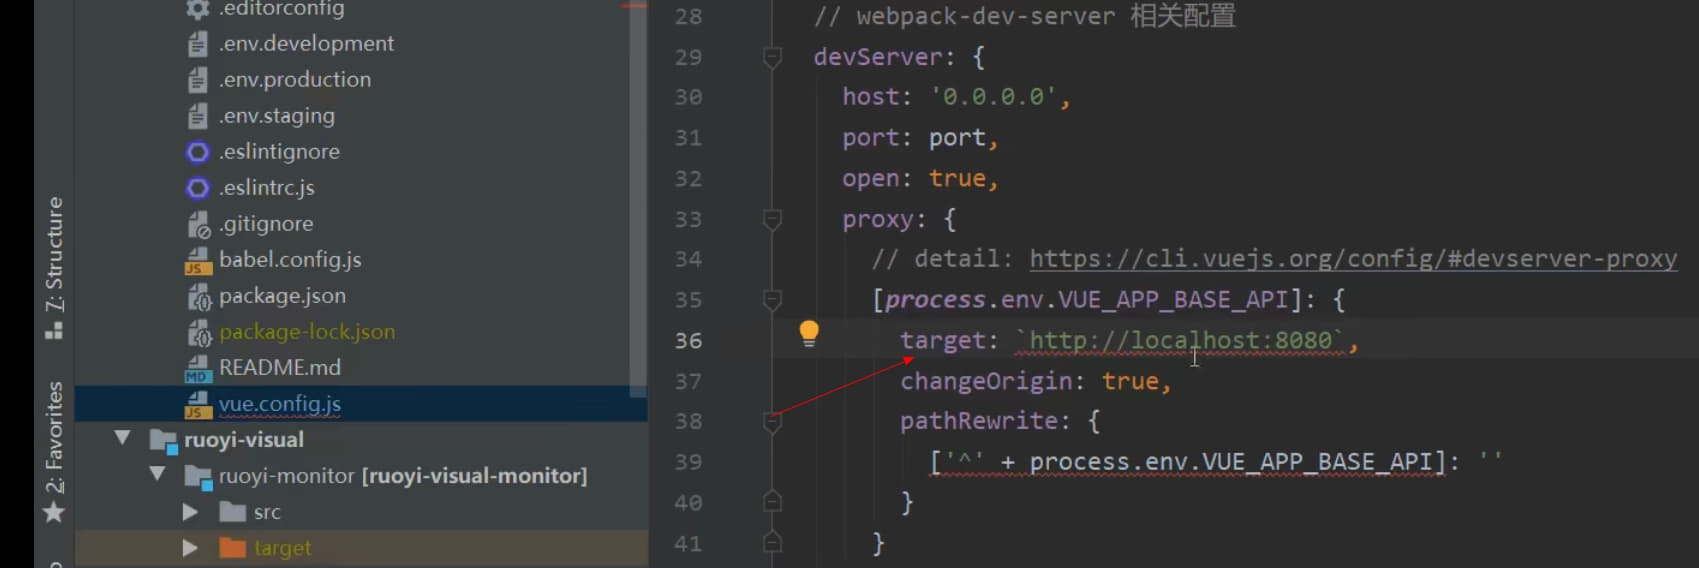 .editorconfig
.env.development
.env.production
.env.staging
.eslintignore
.eslintrc.js
.gitignore
babel.config.js
package.json
package-lock.json
README.md
vue.config.js
ruoyi-visual
ruoyi-monitor [ruoyi-visual-monitor]
src
target
7: Structure
2: Favorites
28 // webpack-dev-server 相关配置
29 devServer: {
30 host: '0.0.0.0',
31 port: port,
32 open: true,
33 proxy: {
34 // detail: https://cli.vuejs.org/config/#devserver-proxy
35 [process.env.VUE_APP_BASE_API]: {
36 target: `http://localhost:8080`,
37 changeOrigin: true,
38 pathRewrite: {
39 ['^' + process.env.VUE_APP_BASE_API]: ''
40 }
41 }